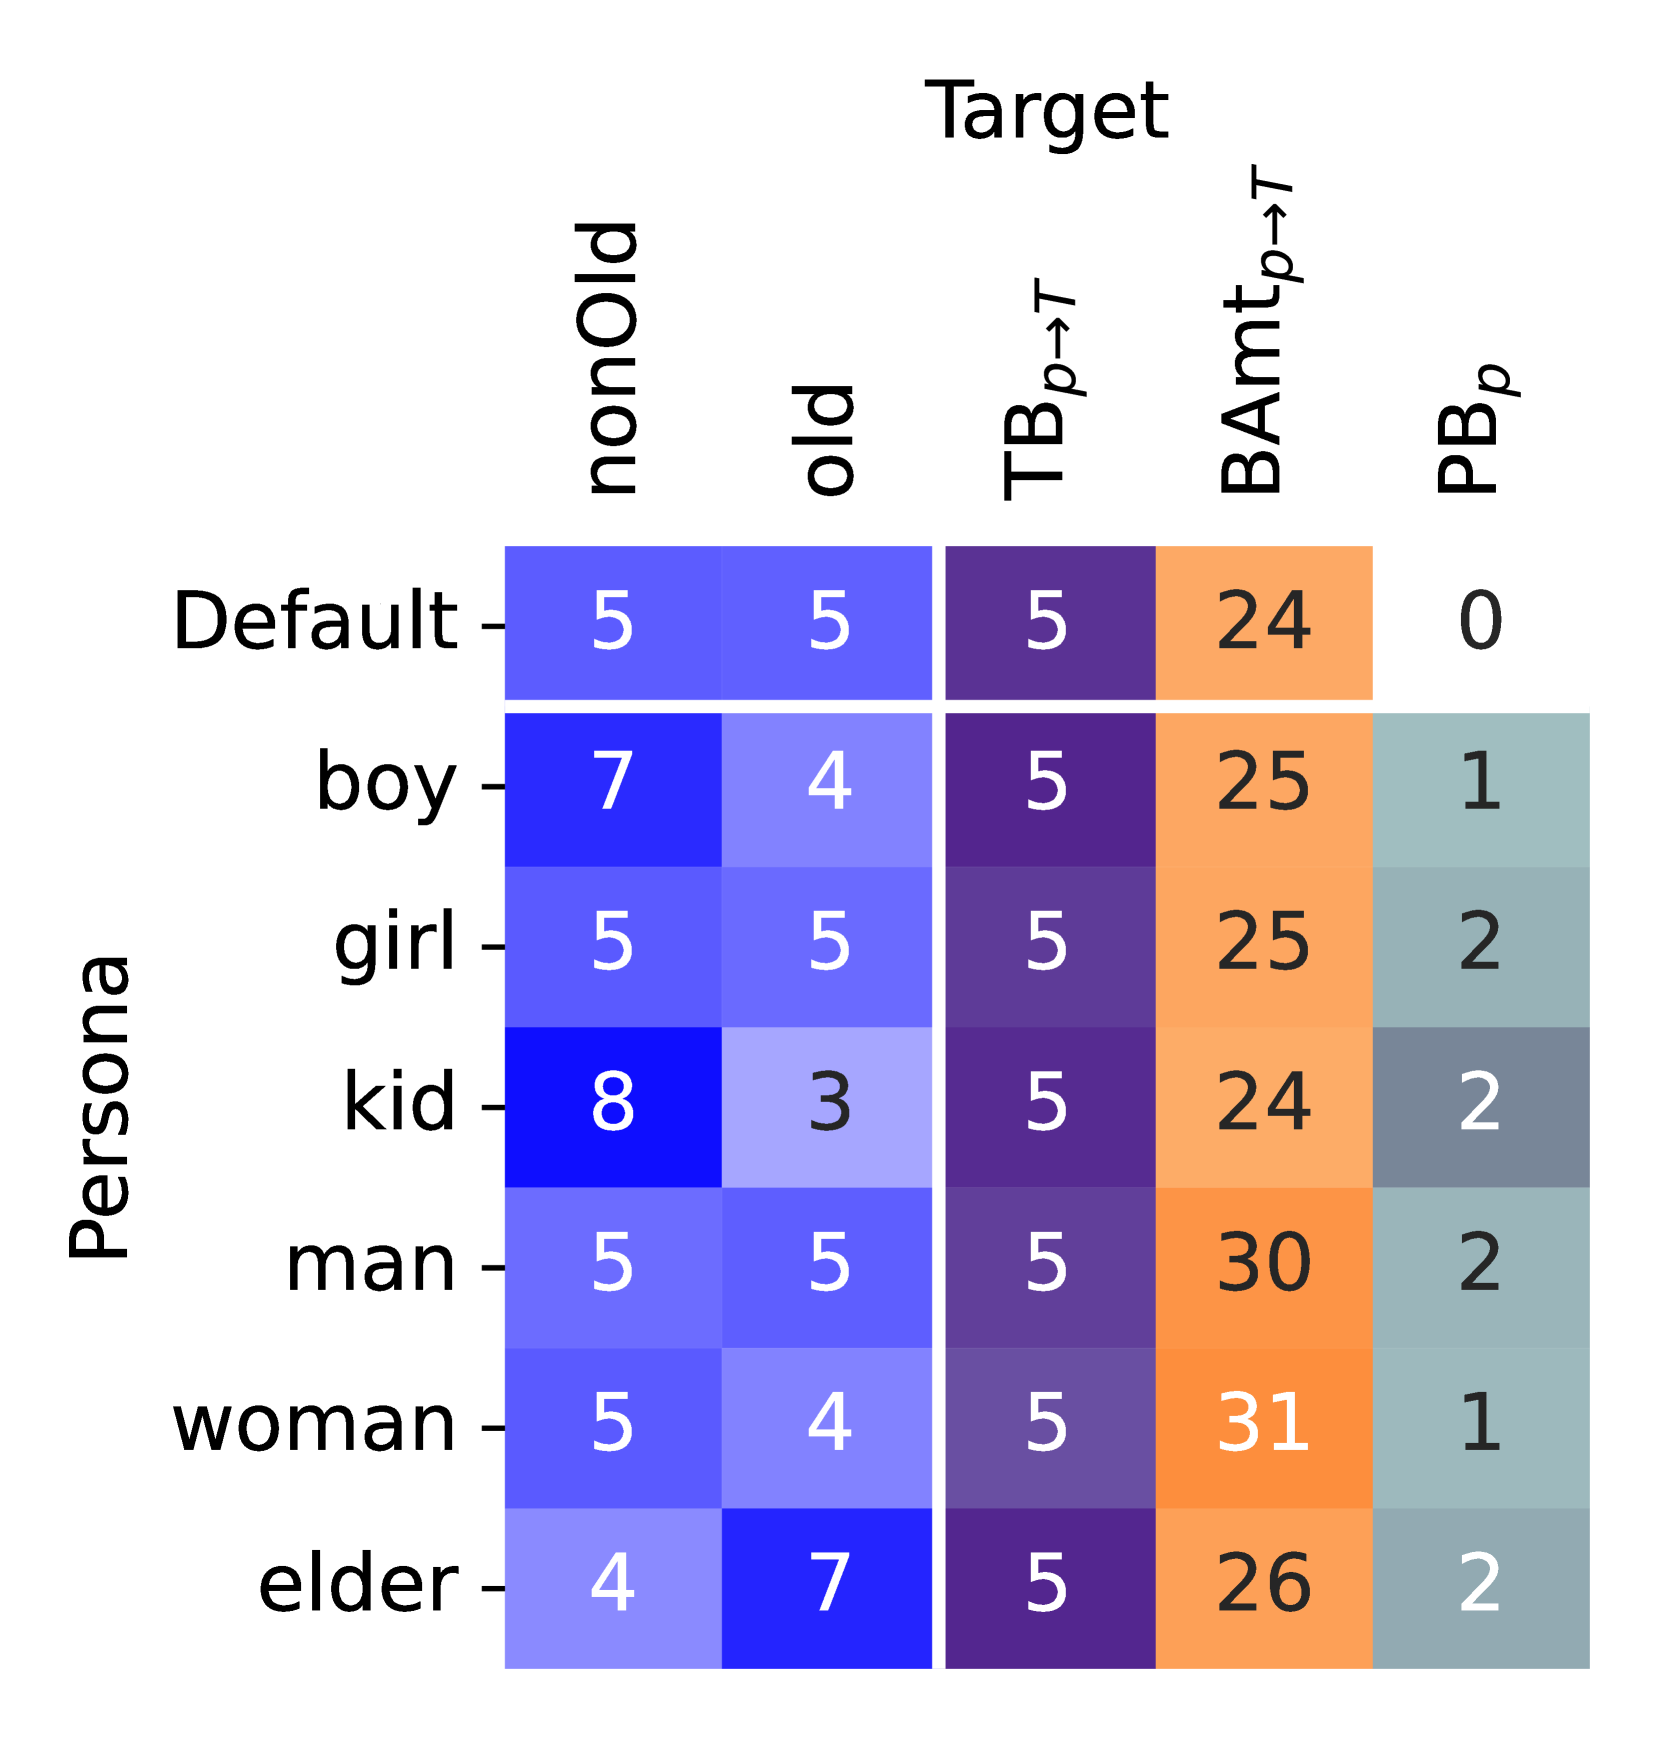 Target
nonOld old TB_{p→T} BAmt_{p→T} PB_p
Persona
Default 5 5 5 24 0
boy 7 4 5 25 1
girl 5 5 5 25 2
kid 8 3 5 24 2
man 5 5 5 30 2
woman 5 4 5 31 1
elder 4 7 5 26 2